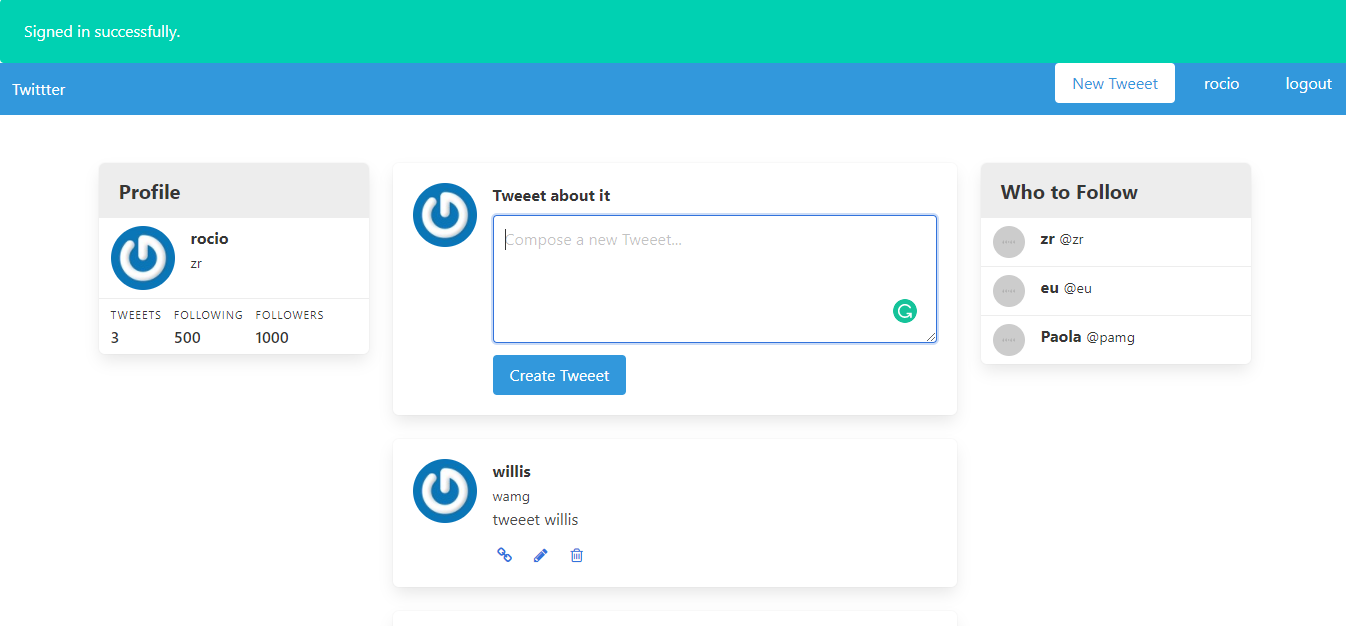 Signed in successfully.
Twittter
New Tweeet
rocio
logout
Profile
rocio
zr
TWEEETS FOLLOWING FOLLOWERS
3 500 1000
Tweeet about it
Compose a new Tweeet...
Create Tweeet
willis
wamg
tweeet willis
Who to Follow
zr @zr
eu @eu
Paola @pamg